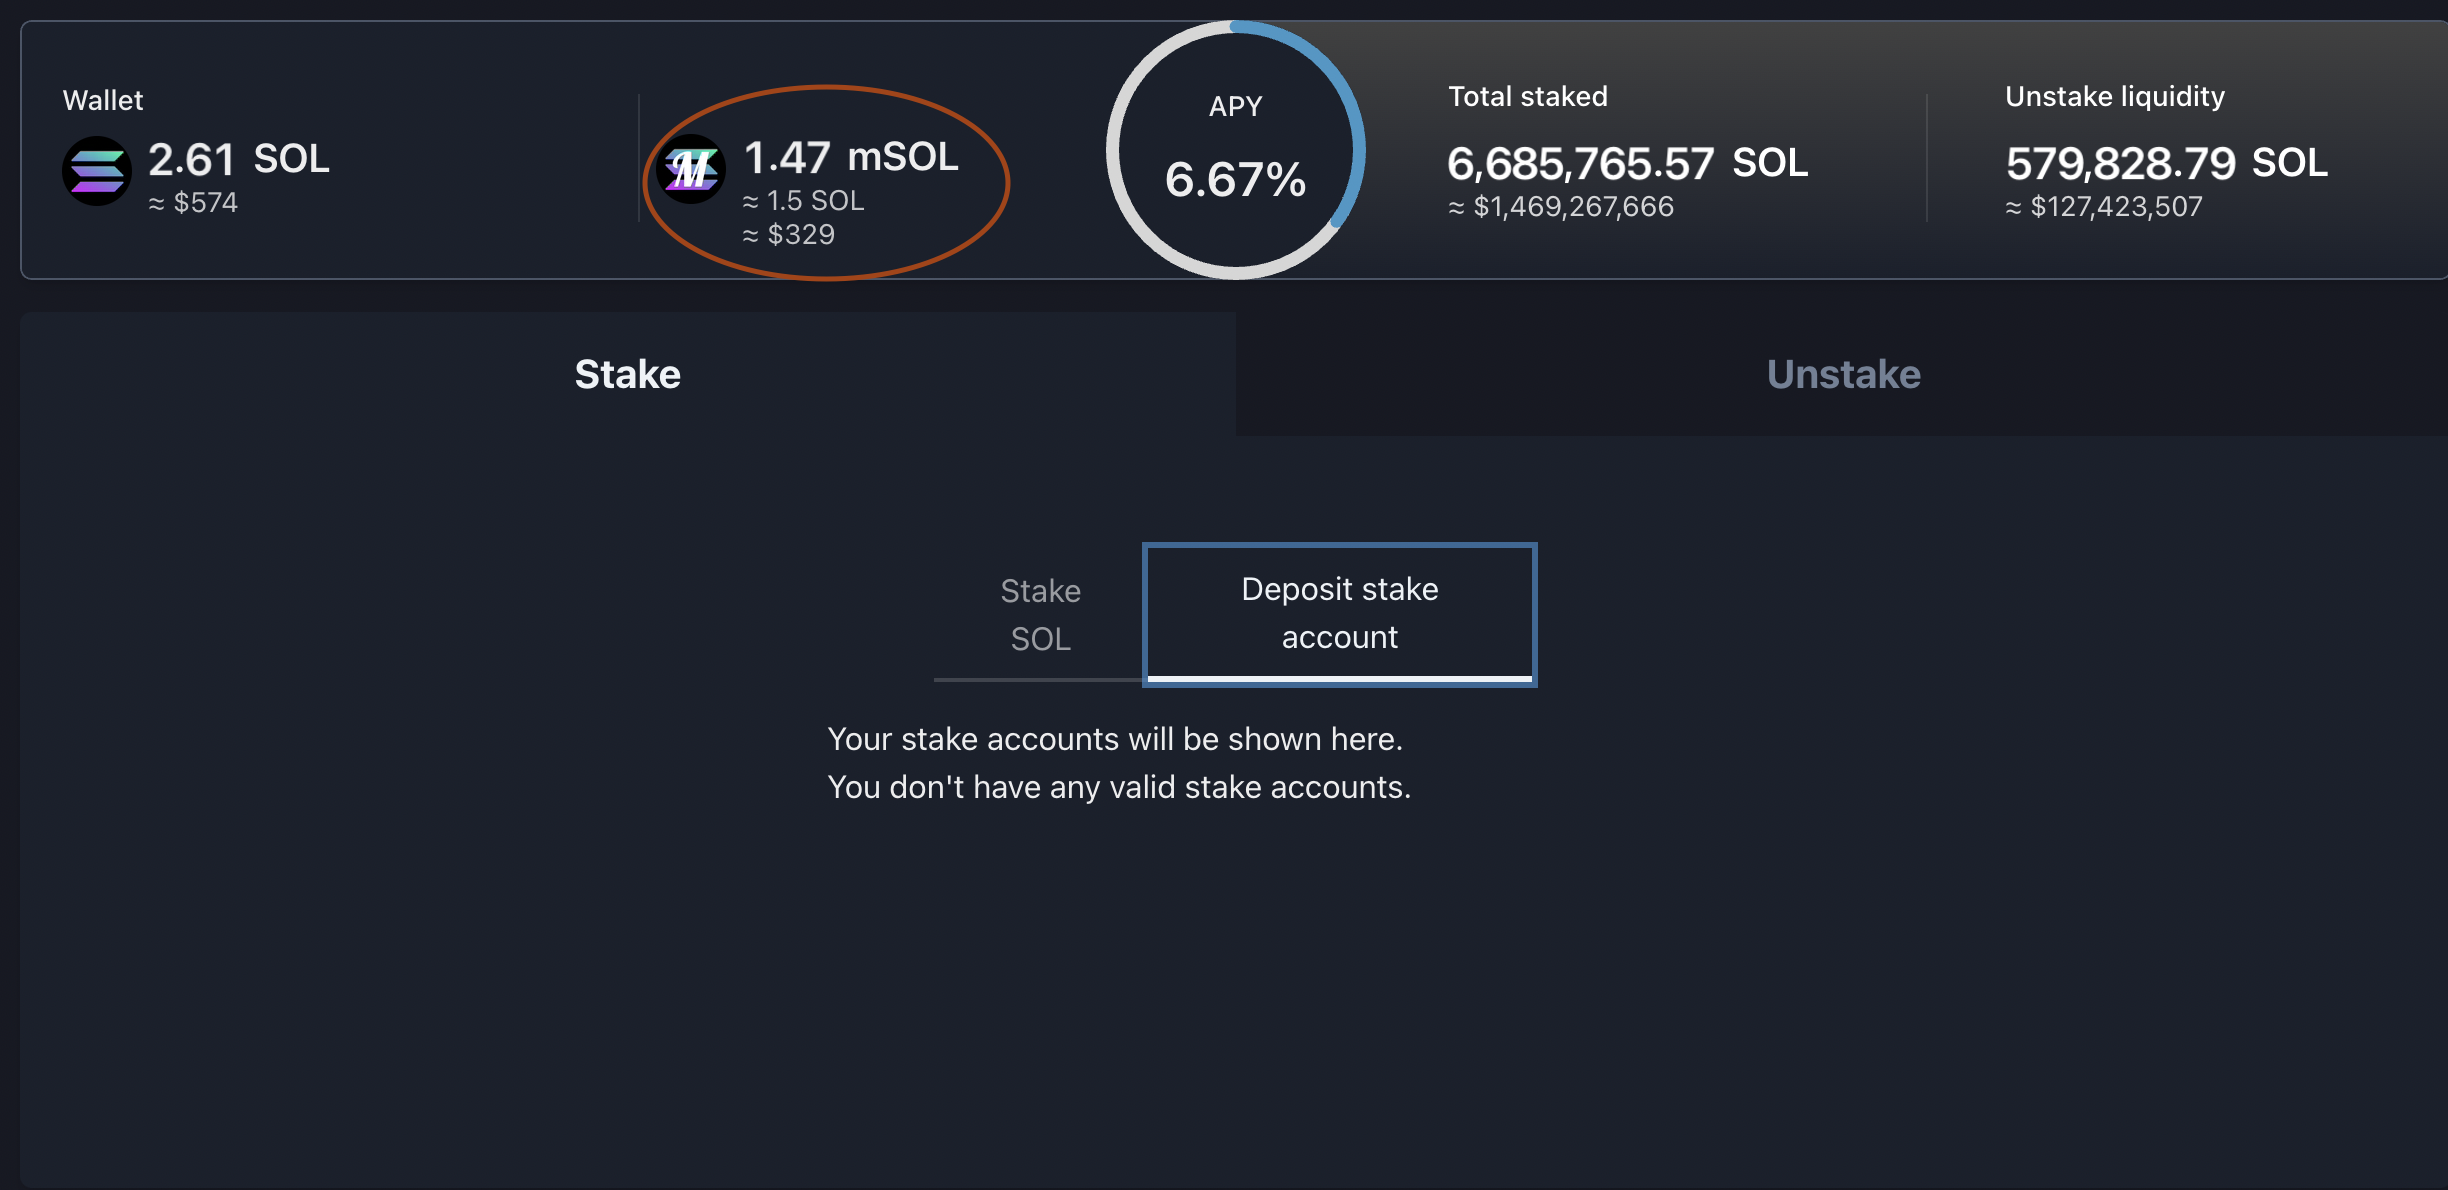 Wallet
2.61 SOL
≈ $574
1.47 mSOL
≈ 1.5 SOL
≈ $329
APY
6.67%
Total staked
6,685,765.57 SOL
≈ $1,469,267,666
Unstake liquidity
579,828.79 SOL
≈ $127,423,507
Stake
Unstake
Stake
SOL
Deposit stake
account
Your stake accounts will be shown here.
You don't have any valid stake accounts.